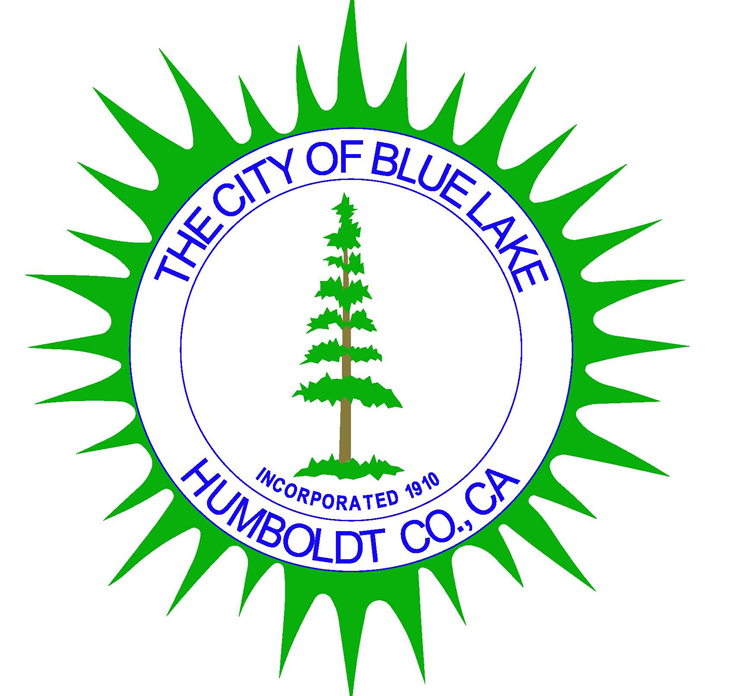 THE CITY OF BLUE LAKE
INCORPORATED 1910
HUMBOLDT CO., CA